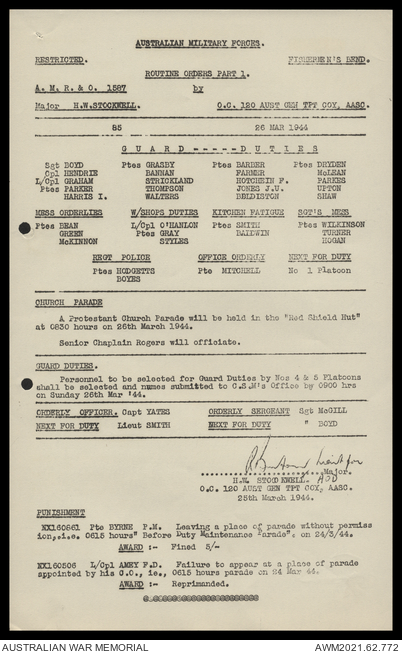 AUSTRALIAN MILITARY FORCES.
RESTRICTED. FISHERMEN'S BEND.
ROUTINE ORDERS PART 1.
A. M. R. & O. 1587 by
Major H.W.STOCKWELL. O.C. 120 AUST GEN TPT COY, AASC.
85 26 MAR 1944
G U A R D ----- D U T I E S
Sgt BOYD Ptes GRASBY Ptes BARBER Ptes DRYDEN
Cpl HENDRIE BANNAN FARMER McLEAN
L/Cpl GRAHAM STRICKLAND HOTCHEIN F. PARKES
Ptes PARKER THOMPSON JONES J.U. UPTON
HARRIS I. WALTERS BELDISTON SHAW
MESS ORDERLIES W/SHOPS DUTIES KITCHEN FATIGUE SGT'S MESS
Ptes BEAN L/Cpl O'HANLON Ptes SMITH Ptes WILKINSON
GREEN Ptes GRAY BALDWIN TURNER
McKINNON STYLES HOGAN
REGT POLICE OFFICE ORDERLY NEXT FOR DUTY
Ptes HODGETTS Pte MITCHELL No 1 Platoon
BOYES
CHURCH PARADE
A Protestant Church Parade will be held in the "Red Shield Hut"
at 0830 hours on 26th March 1944.
Senior Chaplain Rogers will officiate.
GUARD DUTIES.
Personnel to be selected for Guard Duties by Nos 4 & 5 Platoons
shall be selected and names submitted to C.S.M's Office by 0900 hrs
on Sunday 26th Mar '44.
ORDERLY OFFICER. Capt YATES ORDERLY SERGEANT Sgt McGILL
NEXT FOR DUTY Lieut SMITH NEXT FOR DUTY " BOYD
Lieut for
......................Major.
H.W. STOCKWELL.
O.C. 120 AUST GEN TPT COY, AASC.
25th March 1944.
PUNISHMENT
NX160861 Pte BYRNE P.M. Leaving a place of parade without permiss
ion,.i.e. 0615 hours" Before Duty Maintenance Parade". on 24/3/44.
AWARD :- Fined 5/-
NX160506 L/Cpl AMEY F.D. Failure to appear at a place of parade
appointed by his C.O., ie., 0615 hours parade on 24 Mar 44.
AWARD :- Reprimanded.
AUSTRALIAN WAR MEMORIAL AWM2021.62.772